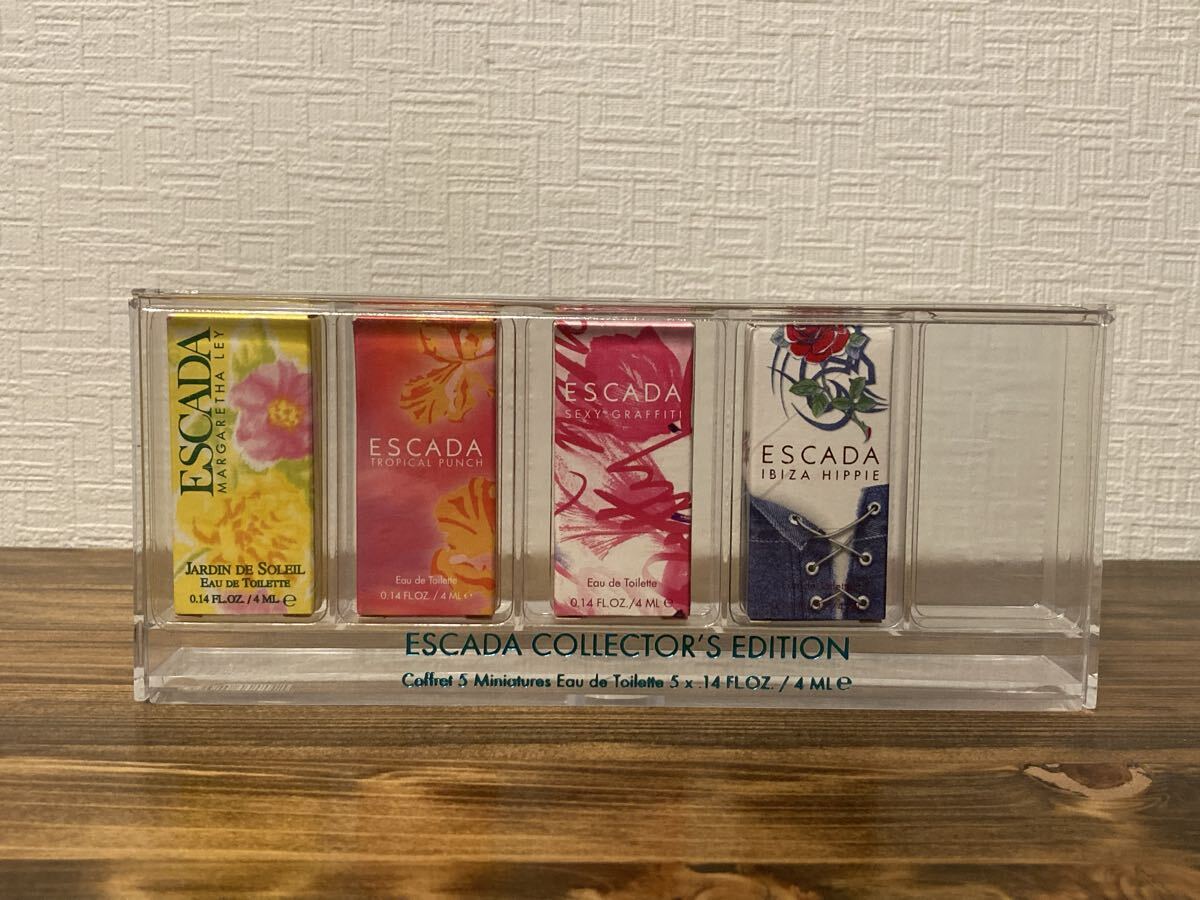 ESCADA
MARGARETHA LEY
JARDIN DE SOLEIL
EAU DE TOILETTE
0.14 FL.OZ. / 4 ML e
ESCADA
TROPICAL PUNCH
Eau de Toilette
0.14 FL.OZ./4 ML e
ESCADA
SEXY GRAFFITI
Eau de Toilette
0.14 FL.OZ./4 ML e
ESCADA
IBIZA HIPPIE
ESCADA COLLECTOR'S EDITION
Coffret 5 Miniatures Eau de Toilette 5 x .14 FL.OZ. / 4 ML e